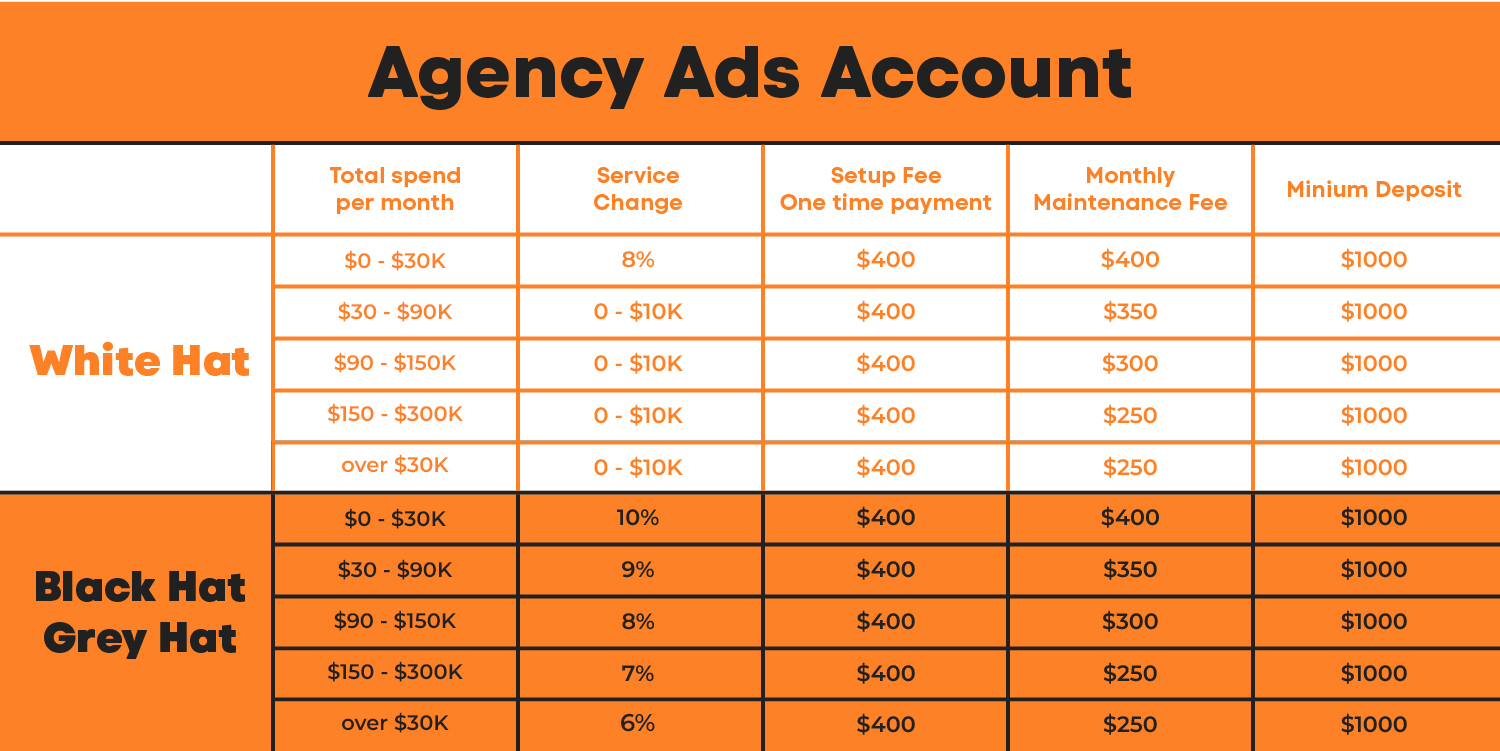 Agency Ads Account
Total spend
per month
Service
Change
Setup Fee
One time payment
Monthly
Maintenance Fee
Minium Deposit
White Hat
$0 - $30K 8% $400 $400 $1000
$30 - $90K 0 - $10K $400 $350 $1000
$90 - $150K 0 - $10K $400 $300 $1000
$150 - $300K 0 - $10K $400 $250 $1000
over $30K 0 - $10K $400 $250 $1000
Black Hat
Grey Hat
$0 - $30K 10% $400 $400 $1000
$30 - $90K 9% $400 $350 $1000
$90 - $150K 8% $400 $300 $1000
$150 - $300K 7% $400 $250 $1000
over $30K 6% $400 $250 $1000